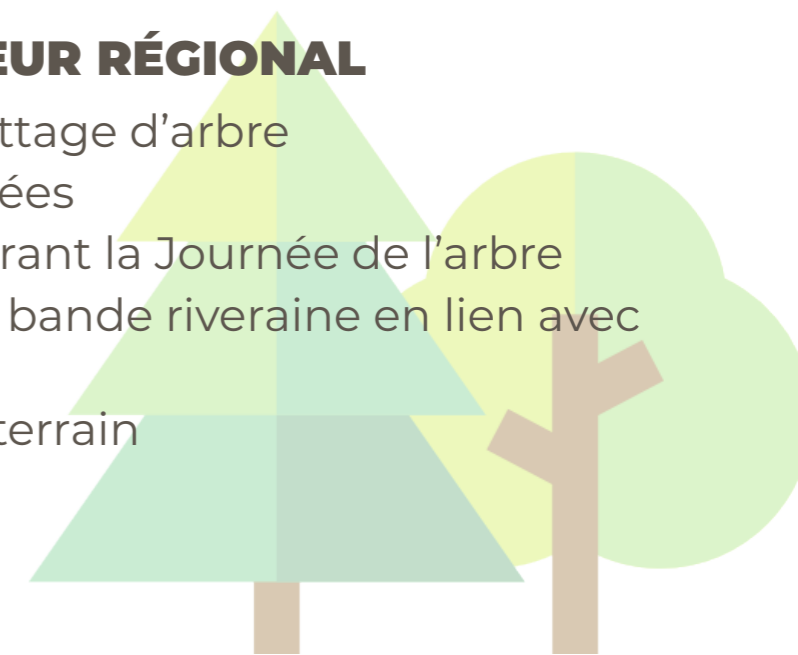 EUR RÉGIONAL
ttage d’arbre
ées
rant la Journée de l’arbre
bande riveraine en lien avec
terrain